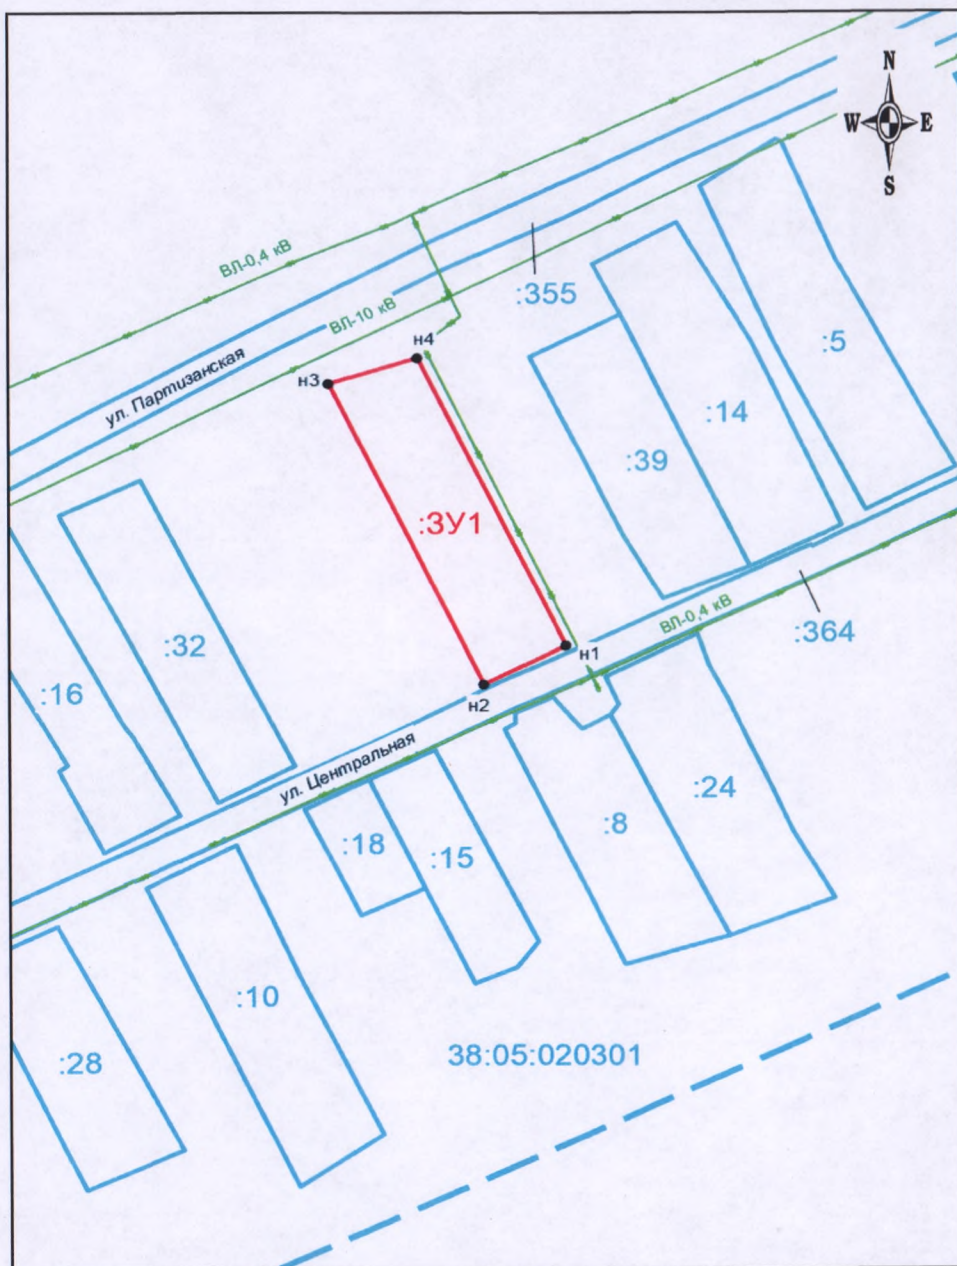 N
W E
S
ВЛ-0,4 кВ
:355
ВЛ-10 кВ
ул. Партизанская
н4
н3
:5
:14
:39
:ЗУ1
ВЛ-0,4 кВ
:364
:32
н1
:16
н2
ул. Центральная
:24
:8
:18
:15
:10
38:05:020301
:28